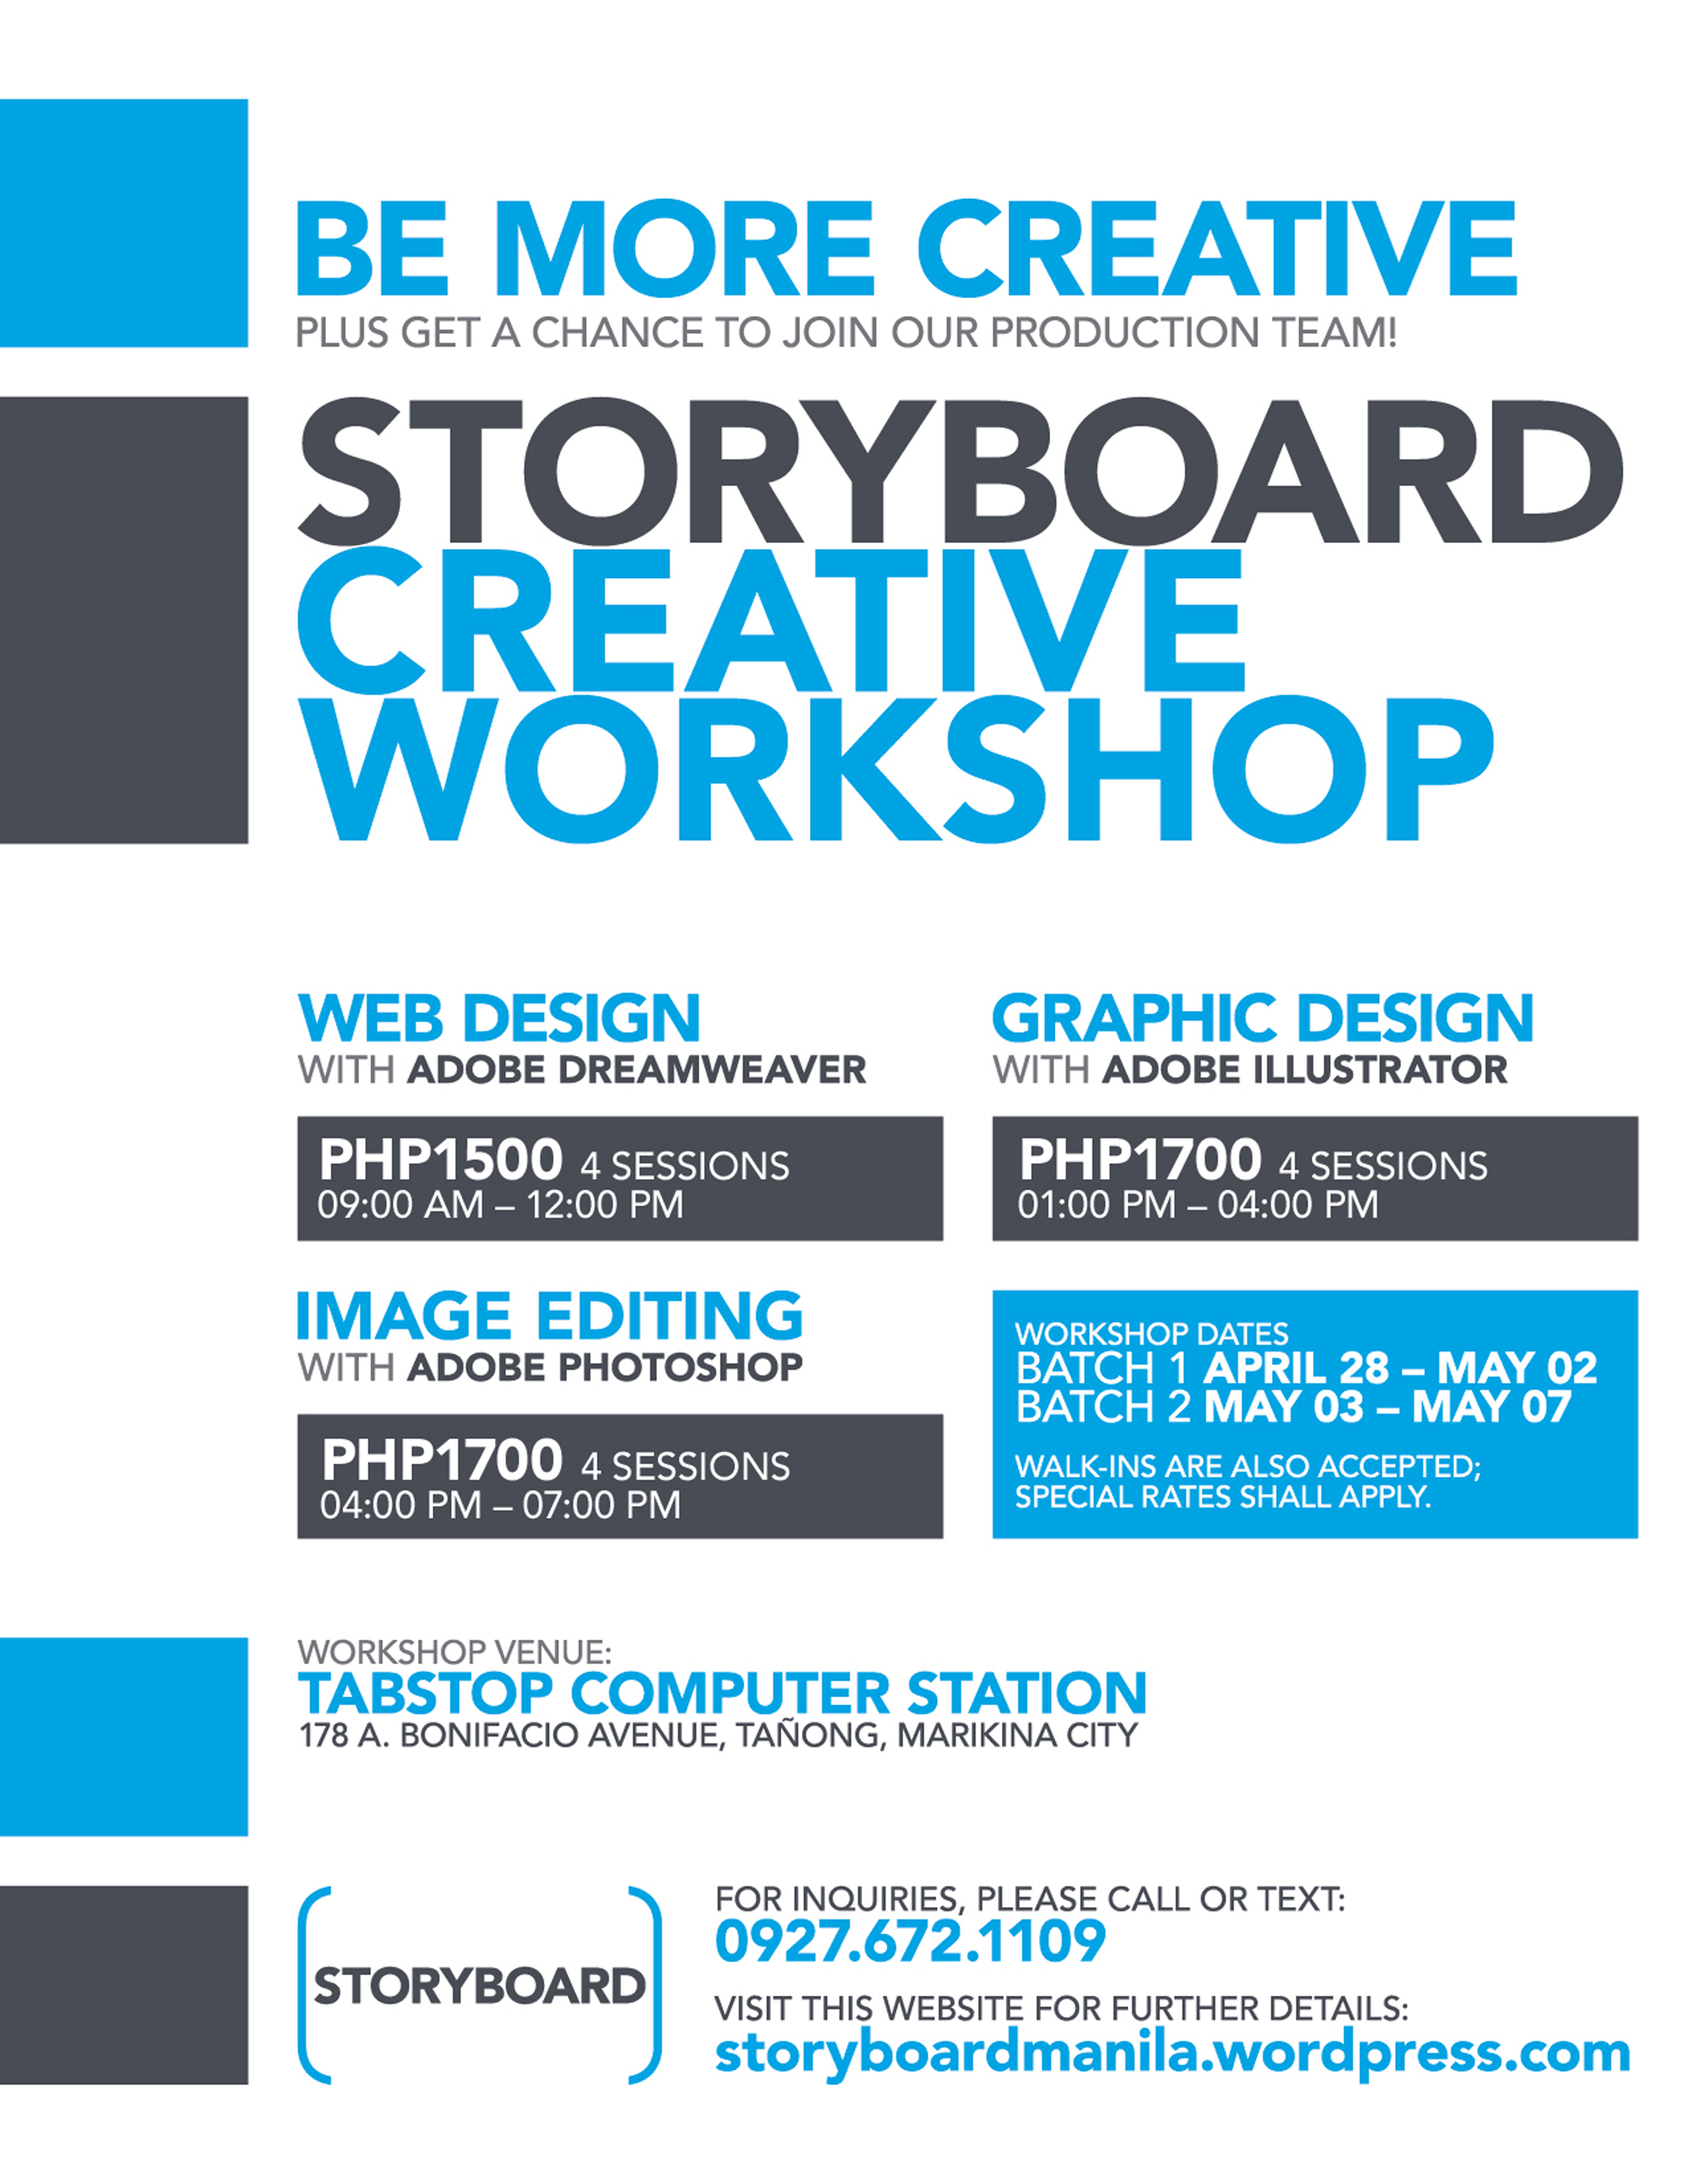 BE MORE CREATIVE
PLUS GET A CHANCE TO JOIN OUR PRODUCTION TEAM!
STORYBOARD
CREATIVE
WORKSHOP
WEB DESIGN
WITH ADOBE DREAMWEAVER
PHP1500 4 SESSIONS
09:00 AM – 12:00 PM
GRAPHIC DESIGN
WITH ADOBE ILLUSTRATOR
PHP1700 4 SESSIONS
01:00 PM – 04:00 PM
IMAGE EDITING
WITH ADOBE PHOTOSHOP
PHP1700 4 SESSIONS
04:00 PM – 07:00 PM
WORKSHOP DATES
BATCH 1 APRIL 28 – MAY 02
BATCH 2 MAY 03 – MAY 07
WALK-INS ARE ALSO ACCEPTED;
SPECIAL RATES SHALL APPLY.
WORKSHOP VENUE:
TABSTOP COMPUTER STATION
178 A. BONIFACIO AVENUE, TAÑONG, MARIKINA CITY
STORYBOARD
FOR INQUIRIES, PLEASE CALL OR TEXT:
0927.672.1109
VISIT THIS WEBSITE FOR FURTHER DETAILS:
storyboardmanila.wordpress.com